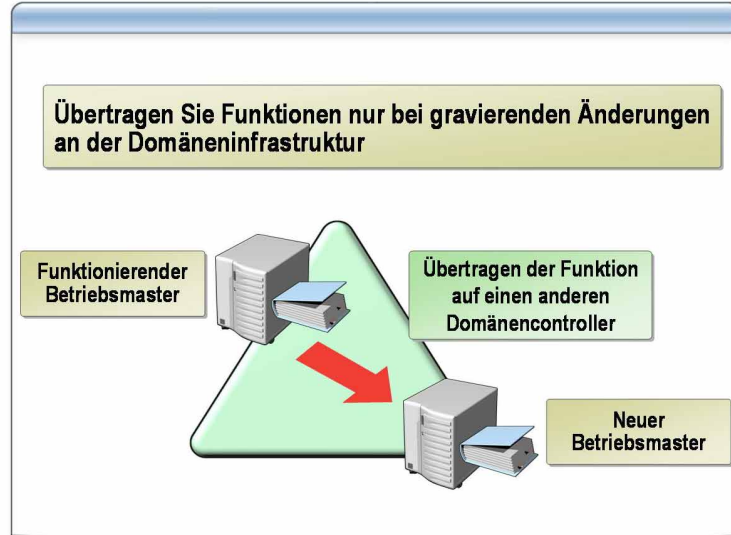 Übertragen Sie Funktionen nur bei gravierenden Änderungen
an der Domäneninfrastruktur
Funktionierender
Betriebsmaster
Übertragen der Funktion
auf einen anderen
Domänencontroller
Neuer
Betriebsmaster